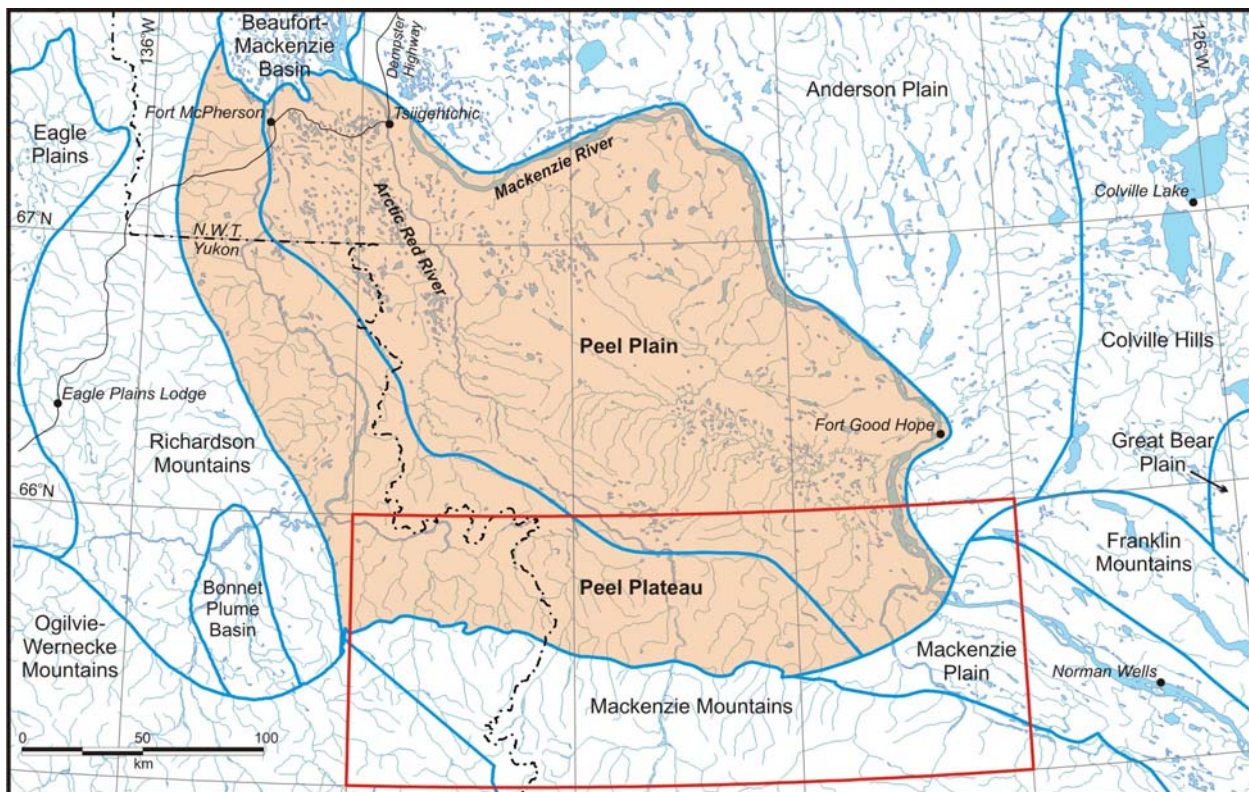 Beaufort-
Mackenzie
Basin
136°W
Dempster
Highway
126°W
Anderson Plain
Fort McPherson
Tsiigehtchic
Eagle
Plains
Mackenzie River
Arctic Red River
Colville Lake
67°N
N.W.T.
Yukon
Peel Plain
Colville Hills
Eagle Plains Lodge
Fort Good Hope
Richardson
Mountains
Great Bear
Plain
66°N
Franklin
Mountains
Bonnet
Plume
Basin
Peel Plateau
Ogilvie-
Wernecke
Mountains
Mackenzie
Plain
Norman Wells
Mackenzie Mountains
0 50 100
km